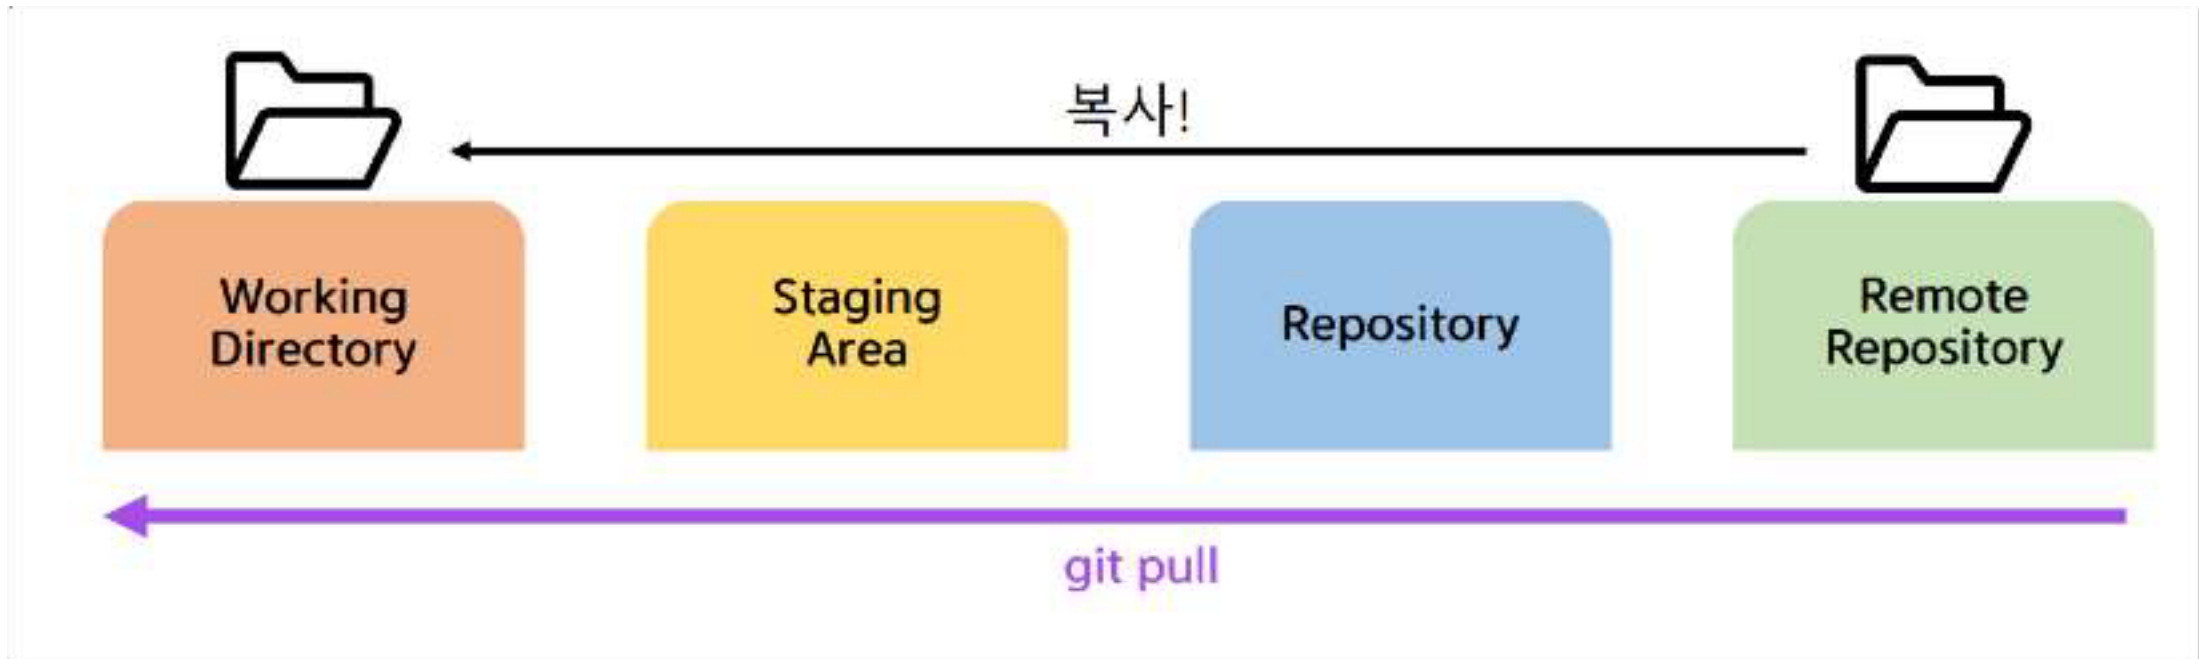 복사!
Working
Directory
Staging
Area
Repository
Remote
Repository
git pull